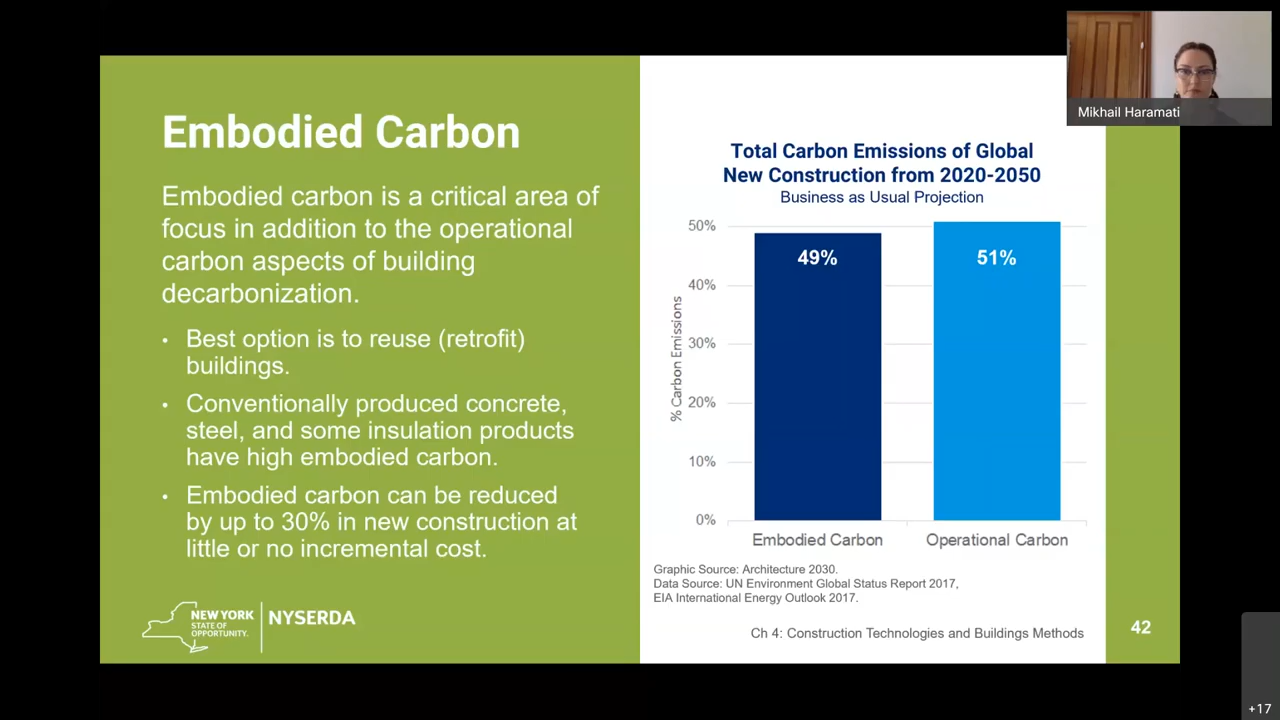 Embodied Carbon
Embodied carbon is a critical area of
focus in addition to the operational
carbon aspects of building
decarbonization.
• Best option is to reuse (retrofit)
buildings.
• Conventionally produced concrete,
steel, and some insulation products
have high embodied carbon.
• Embodied carbon can be reduced
by up to 30% in new construction at
little or no incremental cost.
NEW YORK
STATE OF
OPPORTUNITY.
NYSERDA
Total Carbon Emissions of Global
New Construction from 2020-2050
Business as Usual Projection
% Carbon Emissions
50%
40%
30%
20%
10%
0%
49%
51%
Embodied Carbon
Operational Carbon
Graphic Source: Architecture 2030.
Data Source: UN Environment Global Status Report 2017,
EIA International Energy Outlook 2017.
Ch 4: Construction Technologies and Buildings Methods
42
Mikhail Haramati
+17